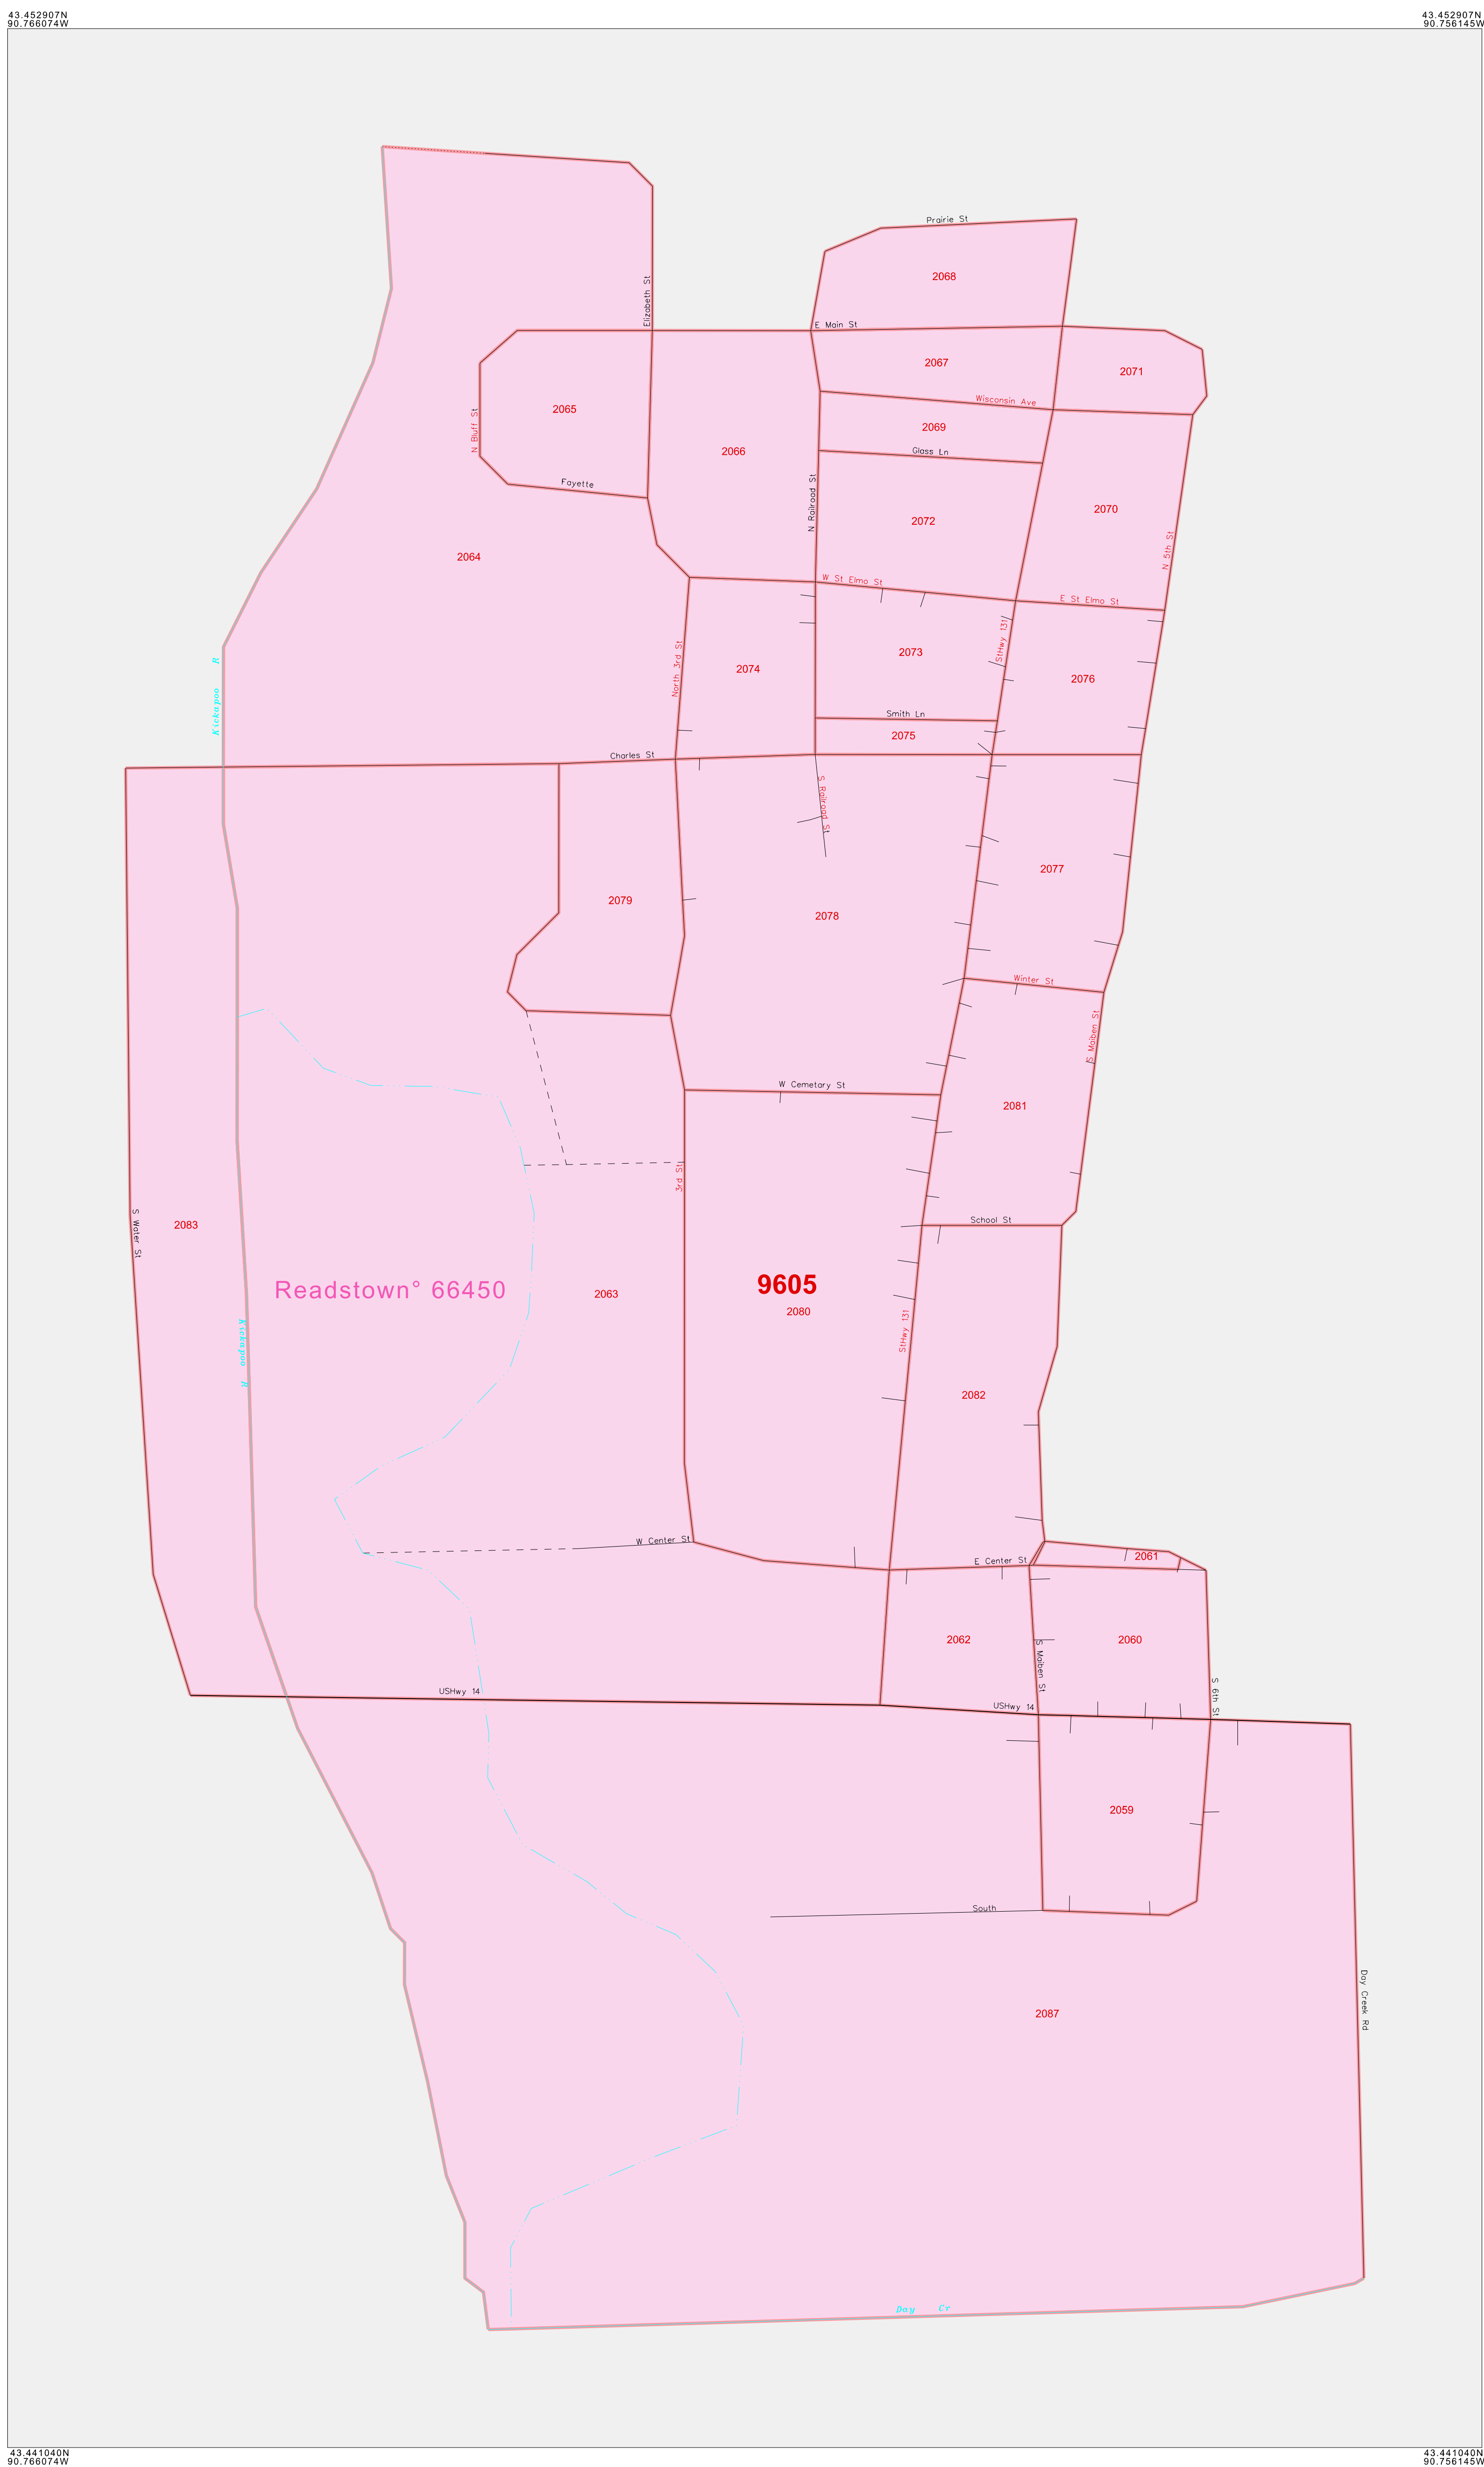 43.452907N
90.766074W
43.452907N
90.756145W
Prairie St
2068
Elizabeth St
E Main St
2067
2071
Wisconsin Ave
2065
N Bluff St
2069
2066
Glass Ln
Fayette
N Railroad St
2070
2072
2064
N 5th St
W St Elmo St
E St Elmo St
StHwy 131
2073
North 3rd St
2074
2076
Kickapoo R
Smith Ln
2075
Charles St
S Railroad St
2077
2079
2078
Winter St
S Maiben St
W Cemetary St
2081
3rd St
School St
S Water St
2083
Readstown° 66450
9605
2063
2080
StHwy 131
Kickapoo R
2082
W Center St
E Center St
2061
2062
2060
S Maiben St
USHwy 14
USHwy 14
S 6th St
2059
South
2087
Day Creek Rd
Day Cr
43.441040N
90.766074W
43.441040N
90.756145W